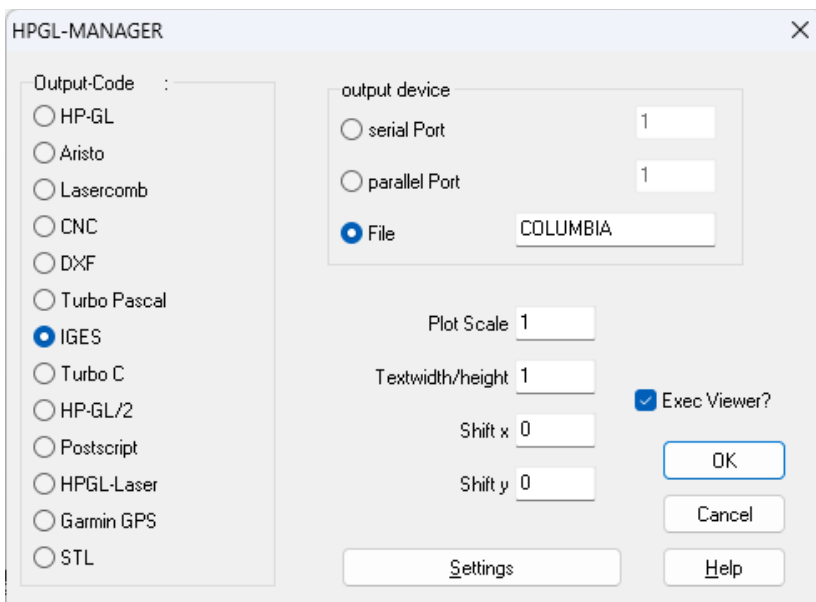 HPGL-MANAGER
Output-Code :
HP-GL
Aristo
Lasercomb
CNC
DXF
Turbo Pascal
IGES
Turbo C
HP-GL/2
Postscript
HPGL-Laser
Garmin GPS
STL
output device
serial Port 1
parallel Port 1
File COLUMBIA
Plot Scale 1
Textwidth/height 1
Shift x 0
Shift y 0
Exec Viewer?
OK
Cancel
Settings
Help